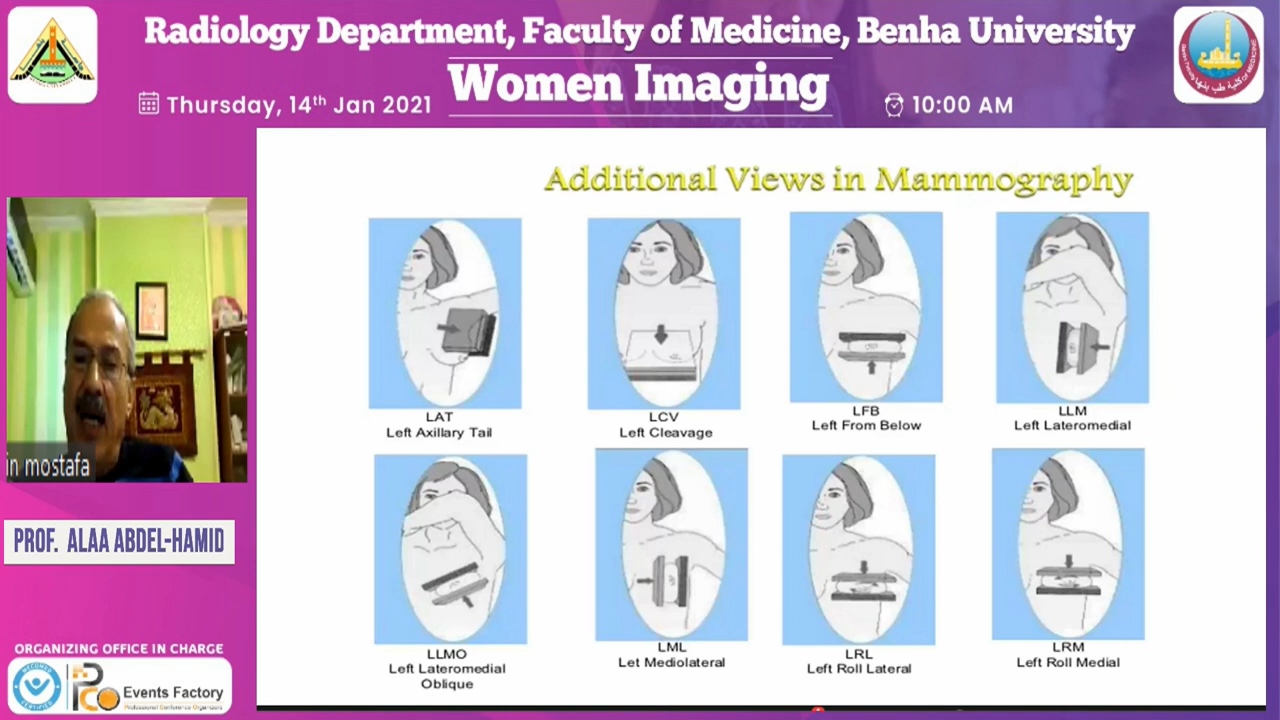 Radiology Department, Faculty of Medicine, Benha University
Women Imaging
Thursday, 14th Jan 2021
10:00 AM
Additional Views in Mammography
LAT
Left Axillary Tail
LCV
Left Cleavage
LFB
Left From Below
LLM
Left Lateromedial
LLMO
Left Lateromedial
Oblique
LML
Let Mediolateral
LRL
Left Roll Lateral
LRM
Left Roll Medial
in mostafa
PROF. ALAA ABDEL-HAMID
ORGANIZING OFFICE IN CHARGE
PCO
Events Factory
Professional Conference Organizers